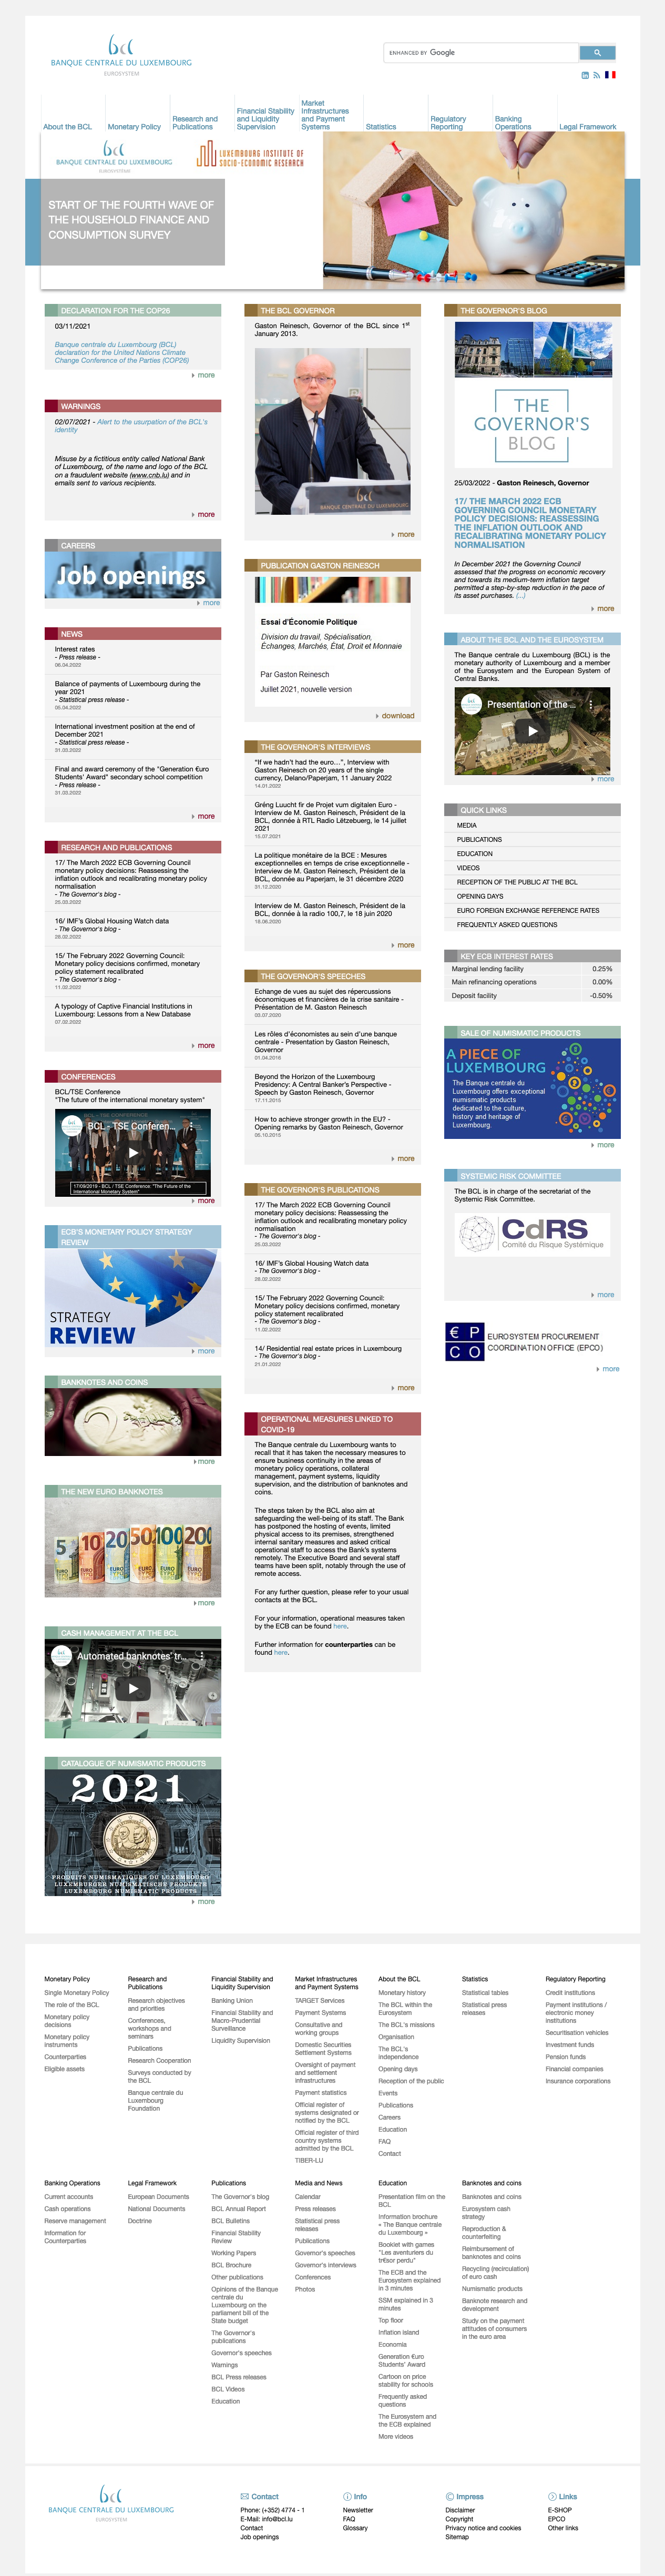 bcl
BANQUE CENTRALE DU LUXEMBOURG
EUROSYSTEM
ENHANCED BY Google
About the BCL
Monetary Policy
Research and
Publications
Financial Stability
and Liquidity
Supervision
Market
Infrastructures
and Payment
Systems
Statistics
Regulatory
Reporting
Banking
Operations
Legal Framework
BANQUE CENTRALE DU LUXEMBOURG
EUROSYSTEM
LUXEMBOURG INSTITUTE OF
SOCIO-ECONOMIC RESEARCH
START OF THE FOURTH WAVE OF
THE HOUSEHOLD FINANCE AND
CONSUMPTION SURVEY
DECLARATION FOR THE COP26
03/11/2021
Banque centrale du Luxembourg (BCL)
declaration for the United Nations Climate
Change Conference of the Parties (COP26)
more
WARNINGS
02/07/2021 - Alert to the usurpation of the BCL's
identity
Misuse by a fictitious entity called National Bank
of Luxembourg, of the name and logo of the BCL
on a fraudulent website (www.cnb.lu) and in
emails sent to various recipients.
more
CAREERS
Job openings
more
NEWS
Interest rates
- Press release -
06.04.2022
Balance of payments of Luxembourg during the
year 2021
- Statistical press release -
05.04.2022
International investment position at the end of
December 2021
- Statistical press release -
31.03.2022
Final and award ceremony of the "Generation €uro
Students' Award" secondary school competition
- Press release -
31.03.2022
more
RESEARCH AND PUBLICATIONS
17/ The March 2022 ECB Governing Council
monetary policy decisions: Reassessing the
inflation outlook and recalibrating monetary policy
normalisation
- The Governor's blog -
25.03.2022
16/ IMF's Global Housing Watch data
- The Governor's blog -
28.02.2022
15/ The February 2022 Governing Council:
Monetary policy decisions confirmed, monetary
policy statement recalibrated
- The Governor's blog -
11.02.2022
A typology of Captive Financial Institutions in
Luxembourg: Lessons from a New Database
07.02.2022
more
CONFERENCES
BCL/TSE Conference
"The future of the international monetary system"
BCL - TSE Conferen...
17/09/2019 - BCL / TSE Conference: "The Future of the
International Monetary System"
more
ECB'S MONETARY POLICY STRATEGY
REVIEW
STRATEGY
REVIEW
more
BANKNOTES AND COINS
more
THE NEW EURO BANKNOTES
5 10 20 50 100 200
more
CASH MANAGEMENT AT THE BCL
Automated banknotes' tr...
CATALOGUE OF NUMISMATIC PRODUCTS
2021
PRODUITS NUMISMATIQUES DU LUXEMBOURG
LUXEMBURGER NUMISMATISCHE PRODUKTE
LUXEMBOURG NUMISMATIC PRODUCTS
more
THE BCL GOVERNOR
Gaston Reinesch, Governor of the BCL since 1st
January 2013.
BANQUE CENTRALE DU LUXEMBOURG
more
PUBLICATION GASTON REINESCH
Essai d'Économie Politique
Division du travail, Spécialisation,
Échanges, Marchés, État, Droit et Monnaie
Par Gaston Reinesch
Juillet 2021, nouvelle version
download
THE GOVERNOR'S INTERVIEWS
"If we hadn't had the euro…", Interview with
Gaston Reinesch on 20 years of the single
currency, Delano/Paperjam, 11 January 2022
14.01.2022
Gréng Luucht fir de Projet vum digitalen Euro -
Interview de M. Gaston Reinesch, Président de la
BCL, donnée à RTL Radio Lëtzebuerg, le 14 juillet
2021
15.07.2021
La politique monétaire de la BCE : Mesures
exceptionnelles en temps de crise exceptionnelle -
Interview de M. Gaston Reinesch, Président de la
BCL, donnée au Paperjam, le 31 décembre 2020
31.12.2020
Interview de M. Gaston Reinesch, Président de la
BCL, donnée à la radio 100,7, le 18 juin 2020
18.06.2020
more
THE GOVERNOR'S SPEECHES
Echange de vues au sujet des répercussions
économiques et financières de la crise sanitaire -
Présentation de M. Gaston Reinesch
03.07.2020
Les rôles d'économistes au sein d'une banque
centrale - Presentation by Gaston Reinesch,
Governor
01.04.2016
Beyond the Horizon of the Luxembourg
Presidency: A Central Banker's Perspective -
Speech by Gaston Reinesch, Governor
17.11.2015
How to achieve stronger growth in the EU? -
Opening remarks by Gaston Reinesch, Governor
05.10.2015
more
THE GOVERNOR'S PUBLICATIONS
17/ The March 2022 ECB Governing Council
monetary policy decisions: Reassessing the
inflation outlook and recalibrating monetary policy
normalisation
- The Governor's blog -
25.03.2022
16/ IMF's Global Housing Watch data
- The Governor's blog -
28.02.2022
15/ The February 2022 Governing Council:
Monetary policy decisions confirmed, monetary
policy statement recalibrated
- The Governor's blog -
11.02.2022
14/ Residential real estate prices in Luxembourg
- The Governor's blog -
21.01.2022
more
OPERATIONAL MEASURES LINKED TO
COVID-19
The Banque centrale du Luxembourg wants to
recall that it has taken the necessary measures to
ensure business continuity in the areas of
monetary policy operations, collateral
management, payment systems, liquidity
supervision, and the distribution of banknotes and
coins.
The steps taken by the BCL also aim at
safeguarding the well-being of its staff. The Bank
has postponed the hosting of events, limited
physical access to its premises, strengthened
internal sanitary measures and asked critical
operational staff to access the Bank's systems
remotely. The Executive Board and several staff
teams have been split, notably through the use of
remote access.
For any further question, please refer to your usual
contacts at the BCL.
For your information, operational measures taken
by the ECB can be found here.
Further information for counterparties can be
found here.
THE GOVERNOR'S BLOG
THE
GOVERNOR'S
BLOG
25/03/2022 - Gaston Reinesch, Governor
17/ THE MARCH 2022 ECB
GOVERNING COUNCIL MONETARY
POLICY DECISIONS: REASSESSING
THE INFLATION OUTLOOK AND
RECALIBRATING MONETARY POLICY
NORMALISATION
In December 2021 the Governing Council
assessed that the progress on economic recovery
and towards its medium-term inflation target
permitted a step-by-step reduction in the pace of
its asset purchases. (...)
more
ABOUT THE BCL AND THE EUROSYSTEM
The Banque centrale du Luxembourg (BCL) is the
monetary authority of Luxembourg and a member
of the Eurosystem and the European System of
Central Banks.
Presentation of the ...
more
QUICK LINKS
MEDIA
PUBLICATIONS
EDUCATION
VIDEOS
RECEPTION OF THE PUBLIC AT THE BCL
OPENING DAYS
EURO FOREIGN EXCHANGE REFERENCE RATES
FREQUENTLY ASKED QUESTIONS
KEY ECB INTEREST RATES
Marginal lending facility 0.25%
Main refinancing operations 0.00%
Deposit facility -0.50%
SALE OF NUMISMATIC PRODUCTS
A PIECE OF
LUXEMBOURG
The Banque centrale du
Luxembourg offers exceptional
numismatic products
dedicated to the culture,
history and heritage of
Luxembourg.
more
SYSTEMIC RISK COMMITTEE
The BCL is in charge of the secretariat of the
Systemic Risk Committee.
CdRS
Comité du Risque Systémique
more
€P
CO
EUROSYSTEM PROCUREMENT
COORDINATION OFFICE (EPCO)
more
Monetary Policy
Single Monetary Policy
The role of the BCL
Monetary policy
decisions
Monetary policy
instruments
Counterparties
Eligible assets
Research and
Publications
Research objectives
and priorities
Conferences,
workshops and
seminars
Publications
Research Cooperation
Surveys conducted by
the BCL
Banque centrale du
Luxembourg
Foundation
Financial Stability and
Liquidity Supervision
Banking Union
Financial Stability and
Macro-Prudential
Surveillance
Liquidity Supervision
Market Infrastructures
and Payment Systems
TARGET Services
Payment Systems
Consultative and
working groups
Domestic Securities
Settlement Systems
Oversight of payment
and settlement
infrastructures
Payment statistics
Official register of
systems designated or
notified by the BCL
Official register of third
country systems
admitted by the BCL
TIBER-LU
About the BCL
Monetary history
The BCL within the
Eurosystem
The BCL's missions
Organisation
The BCL's
independence
Opening days
Reception of the public
Events
Publications
Careers
Education
FAQ
Contact
Statistics
Statistical tables
Statistical press
releases
Regulatory Reporting
Credit institutions
Payment institutions /
electronic money
institutions
Securitisation vehicles
Investment funds
Pension funds
Financial companies
Insurance corporations
Banking Operations
Current accounts
Cash operations
Reserve management
Information for
Counterparties
Legal Framework
European Documents
National Documents
Doctrine
Publications
The Governor's blog
BCL Annual Report
BCL Bulletins
Financial Stability
Review
Working Papers
BCL Brochure
Other publications
Opinions of the Banque
centrale du
Luxembourg on the
parliament bill of the
State budget
The Governor's
publications
Governor's speeches
Warnings
BCL Press releases
BCL Videos
Education
Media and News
Calendar
Press releases
Statistical press
releases
Publications
Governor's speeches
Governor's interviews
Conferences
Photos
Education
Presentation film on the
BCL
Information brochure
« The Banque centrale
du Luxembourg »
Booklet with games
"Les aventuriers du
tr€sor perdu"
The ECB and the
Eurosystem explained
in 3 minutes
SSM explained in 3
minutes
Top floor
Inflation island
Economia
Generation €uro
Students' Award
Cartoon on price
stability for schools
Frequently asked
questions
The Eurosystem and
the ECB explained
More videos
Banknotes and coins
Banknotes and coins
Eurosystem cash
strategy
Reproduction &
counterfeiting
Reimbursement of
banknotes and coins
Recycling (recirculation)
of euro cash
Numismatic products
Banknote research and
development
Study on the payment
attitudes of consumers
in the euro area
bcl
BANQUE CENTRALE DU LUXEMBOURG
EUROSYSTEM
Contact
Phone: (+352) 4774 - 1
E-Mail: info@bcl.lu
Contact
Job openings
Info
Newsletter
FAQ
Glossary
Impress
Disclaimer
Copyright
Privacy notice and cookies
Sitemap
Links
E-SHOP
EPCO
Other links